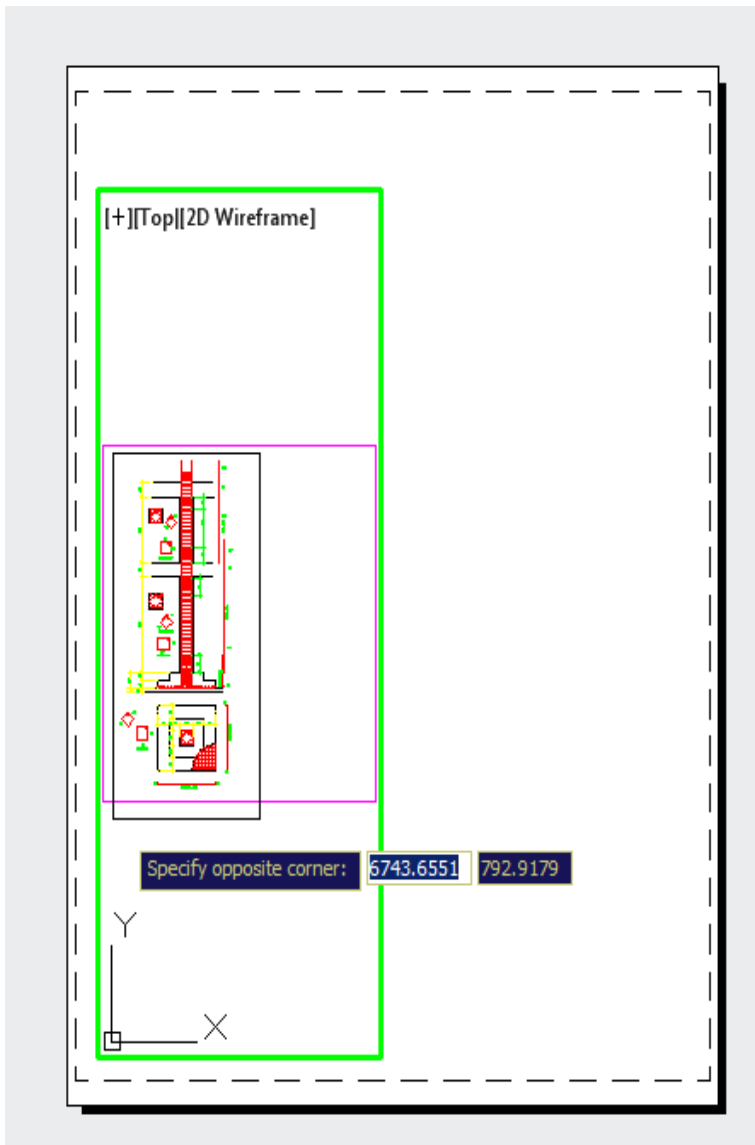 [+][Top][2D Wireframe]
Specify opposite corner: 6743.6551 792.9179
Y
X